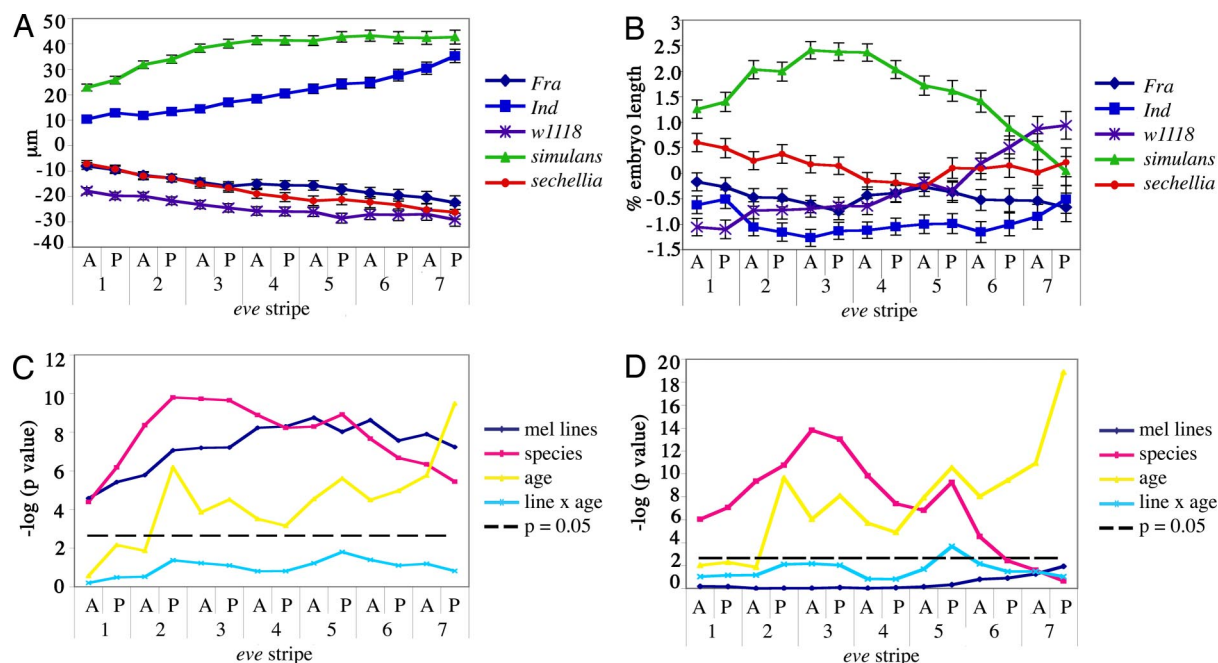 A
μm
50
40
30
20
10
0
-10
-20
-30
-40
A P A P A P A P A P A P A P
1 2 3 4 5 6 7
eve stripe
Fra
Ind
w1118
simulans
sechellia
B
% embryo length
3
2.5
2
1.5
1
0.5
0
-0.5
-1.0
-1.5
A P A P A P A P A P A P A P
1 2 3 4 5 6 7
eve stripe
Fra
Ind
w1118
simulans
sechellia
C
-log (p value)
12
10
8
6
4
2
0
A P A P A P A P A P A P A P
1 2 3 4 5 6 7
eve stripe
mel lines
species
age
line x age
p = 0.05
D
-log (p value)
20
18
16
14
12
10
8
6
4
2
0
A P A P A P A P A P A P A P
1 2 3 4 5 6 7
eve stripe
mel lines
species
age
line x age
p = 0.05